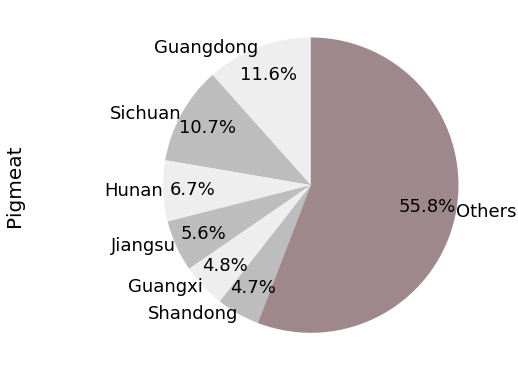 Pigmeat
Guangdong
11.6%
Sichuan
10.7%
Hunan
6.7%
Jiangsu
5.6%
Guangxi
4.8%
Shandong
4.7%
55.8%
Others